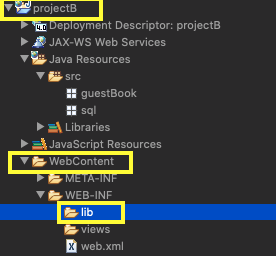 projectB
Deployment Descriptor: projectB
JAX-WS Web Services
Java Resources
src
guestBook
sql
Libraries
JavaScript Resources
WebContent
META-INF
WEB-INF
lib
views
web.xml